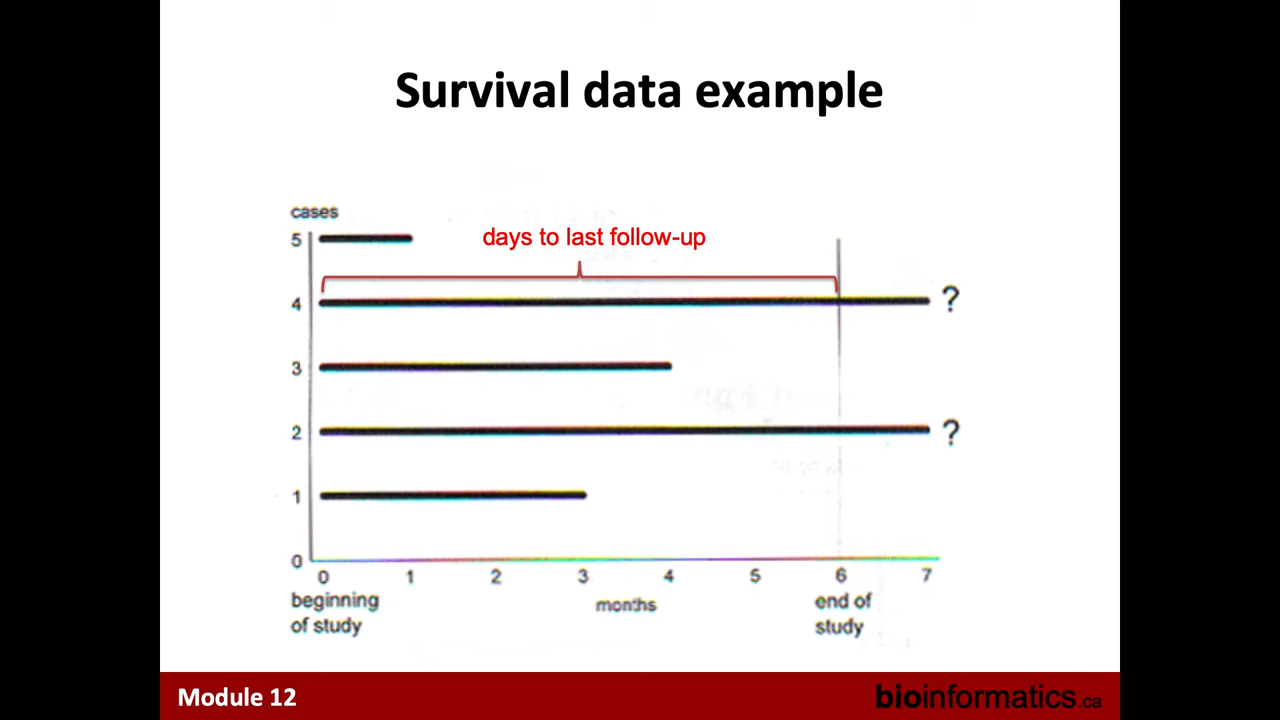 Survival data example
cases
5
days to last follow-up
4
?
3
2
?
1
0
0 1 2 3 4 5 6 7
beginning
of study
months
end of
study
Module 12
bioinformatics.ca